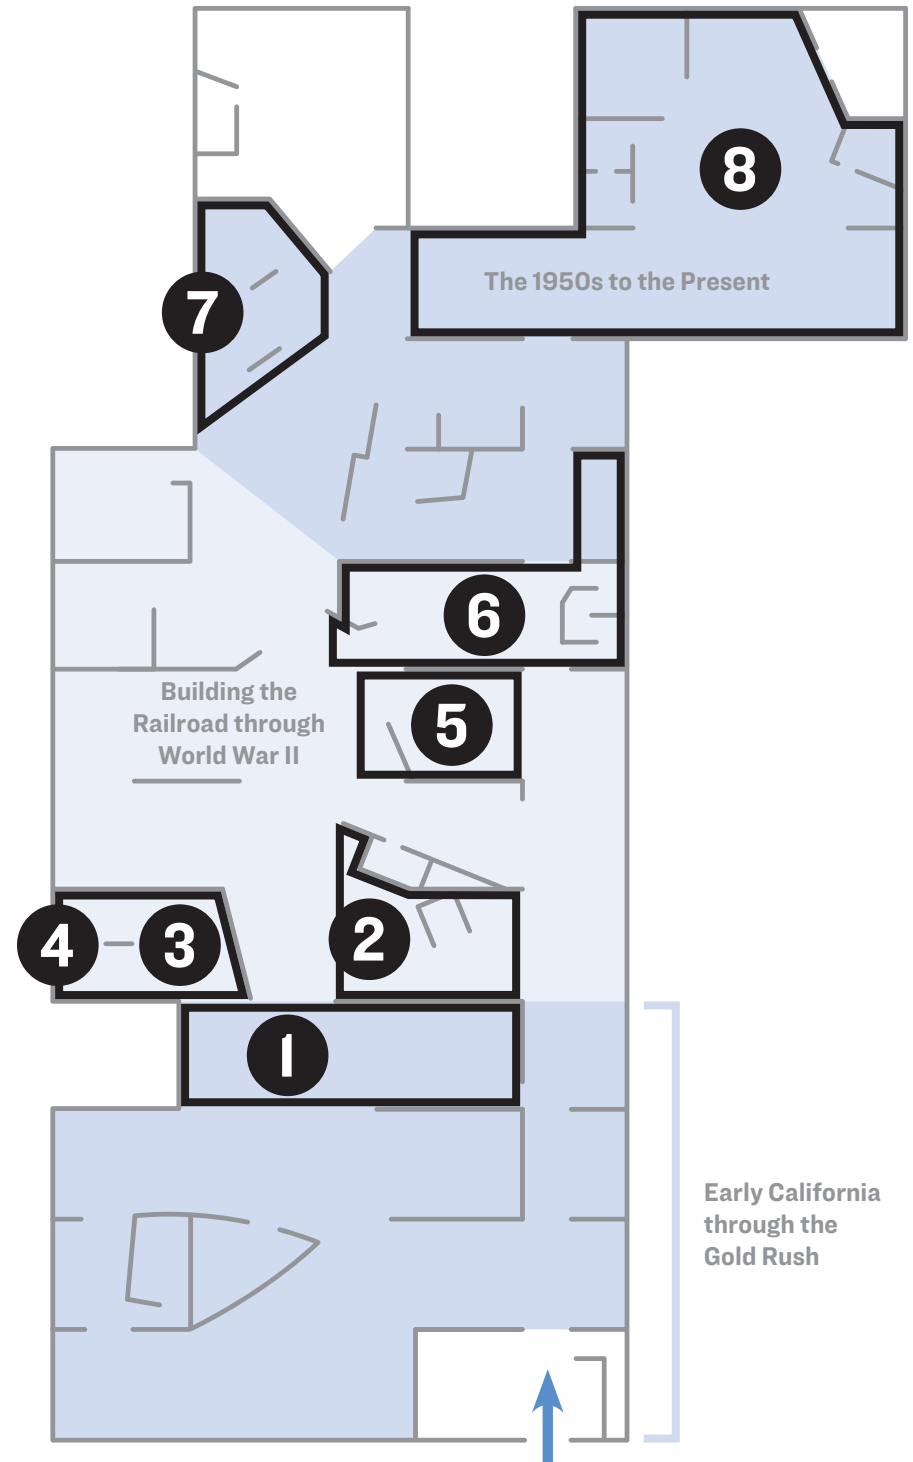 8
The 1950s to the Present
7
6
Building the
Railroad through
World War II
5
4
3
2
1
Early California
through the
Gold Rush